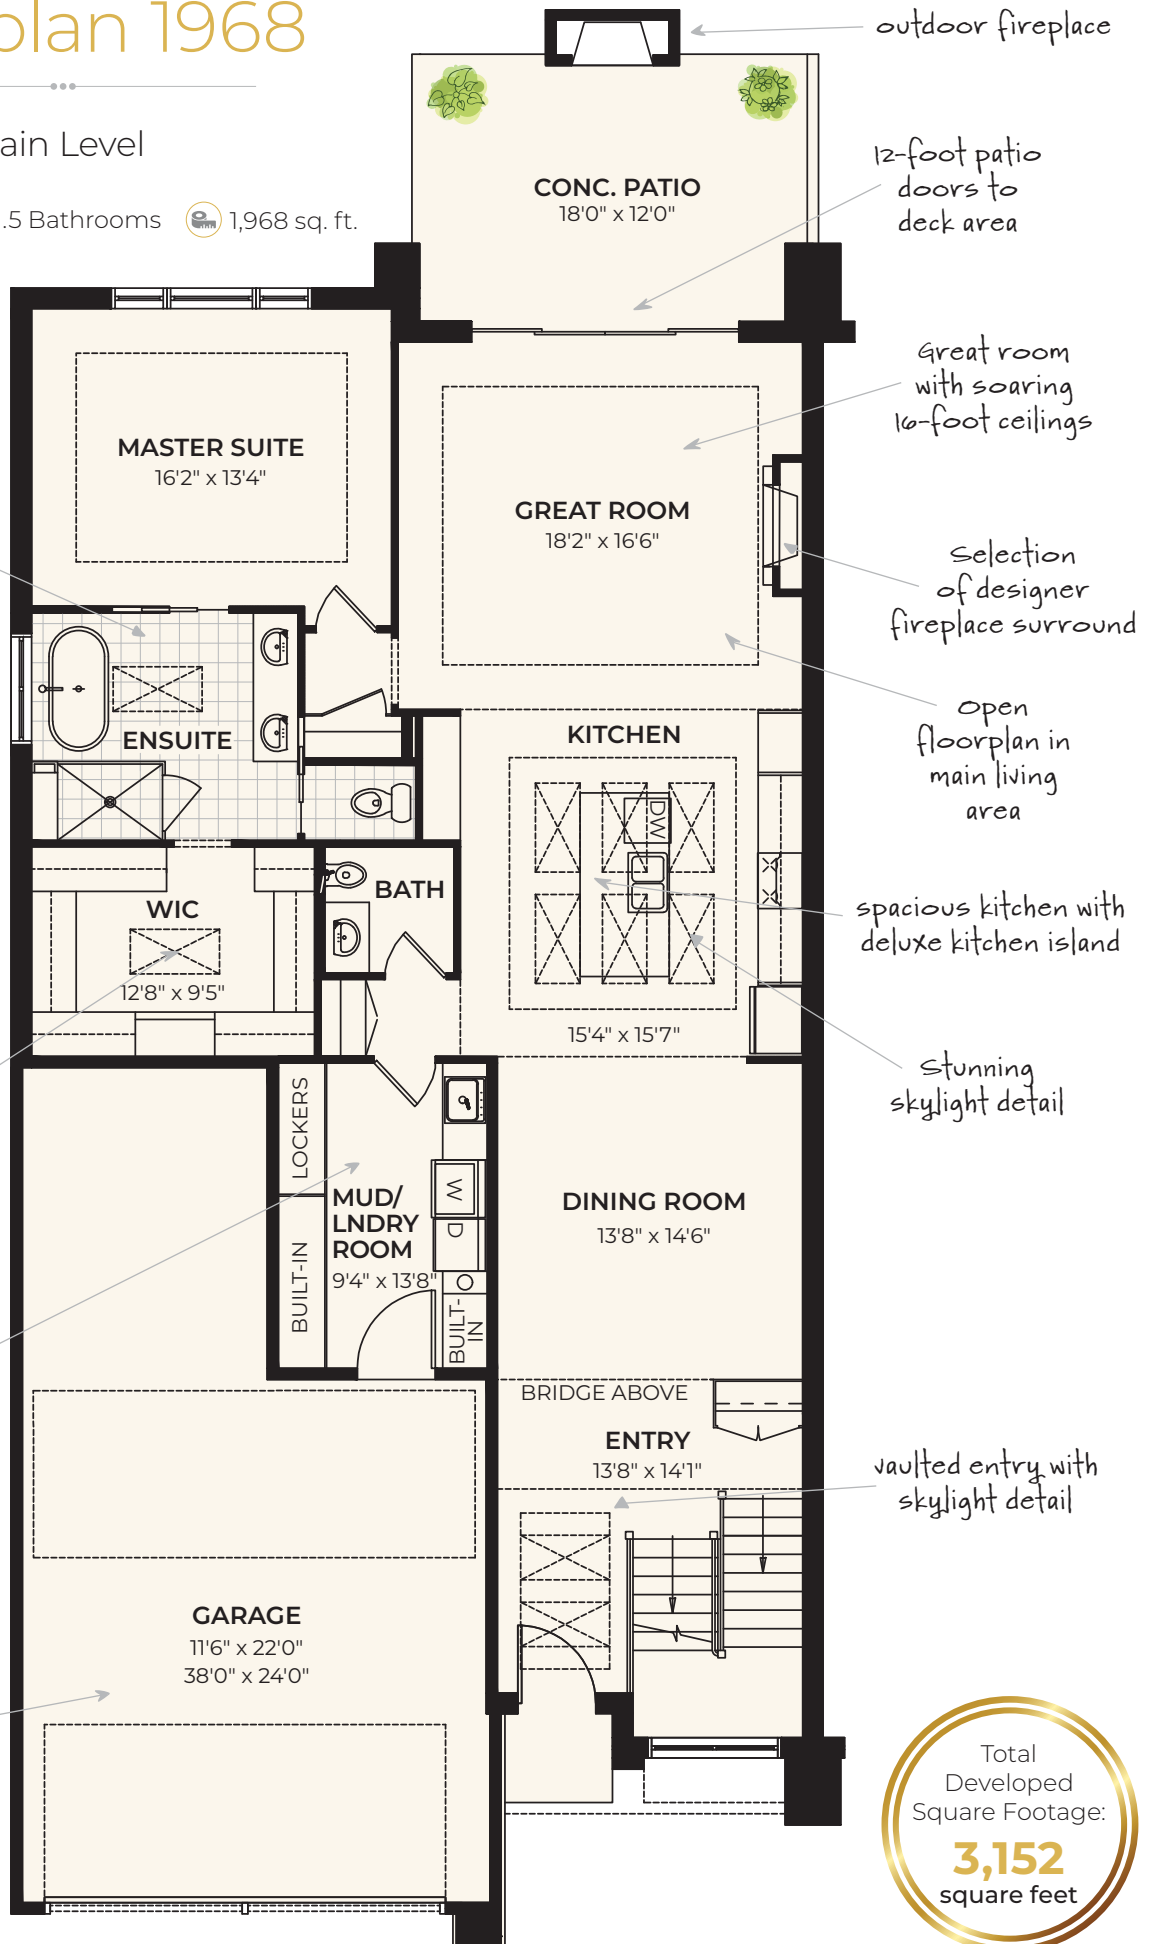 plan 1968
ain Level
.5 Bathrooms 1,968 sq. ft.
outdoor fireplace
12-foot patio
doors to
deck area
CONC. PATIO
18'0" x 12'0"
Great room
with soaring
16-foot ceilings
MASTER SUITE
16'2" x 13'4"
GREAT ROOM
18'2" x 16'6"
Selection
of designer
fireplace surround
Open
floorplan in
main living
area
ENSUITE
KITCHEN
DW
15'4" x 15'7"
spacious kitchen with
deluxe kitchen island
Stunning
skylight detail
BATH
WIC
12'8" x 9'5"
LOCKERS
BUILT-IN
MUD/
LNDRY
ROOM
9'4" x 13'8"
W
D
BUILT-
IN
DINING ROOM
13'8" x 14'6"
BRIDGE ABOVE
ENTRY
13'8" x 14'1"
vaulted entry with
skylight detail
GARAGE
11'6" x 22'0"
38'0" x 24'0"
Total
Developed
Square Footage:
3,152
square feet